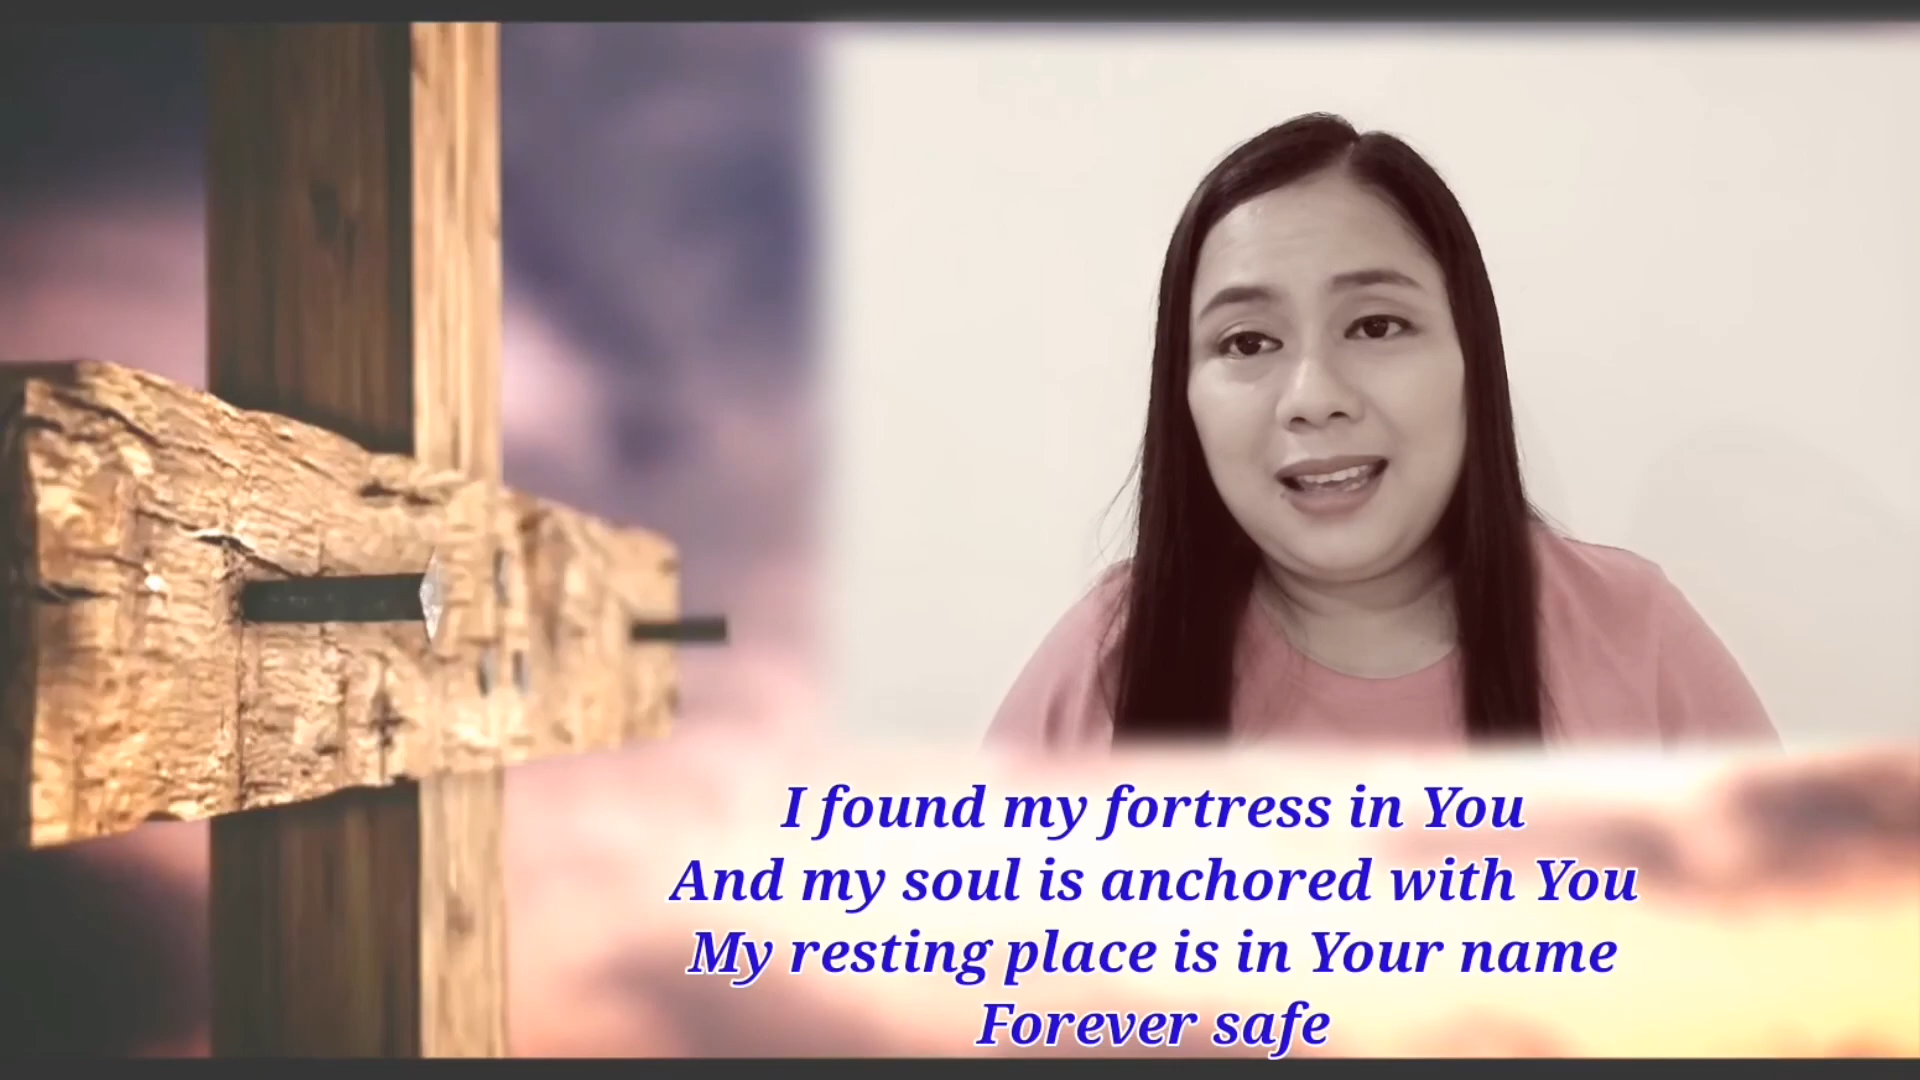 I found my fortress in You
And my soul is anchored with You
My resting place is in Your name
Forever safe